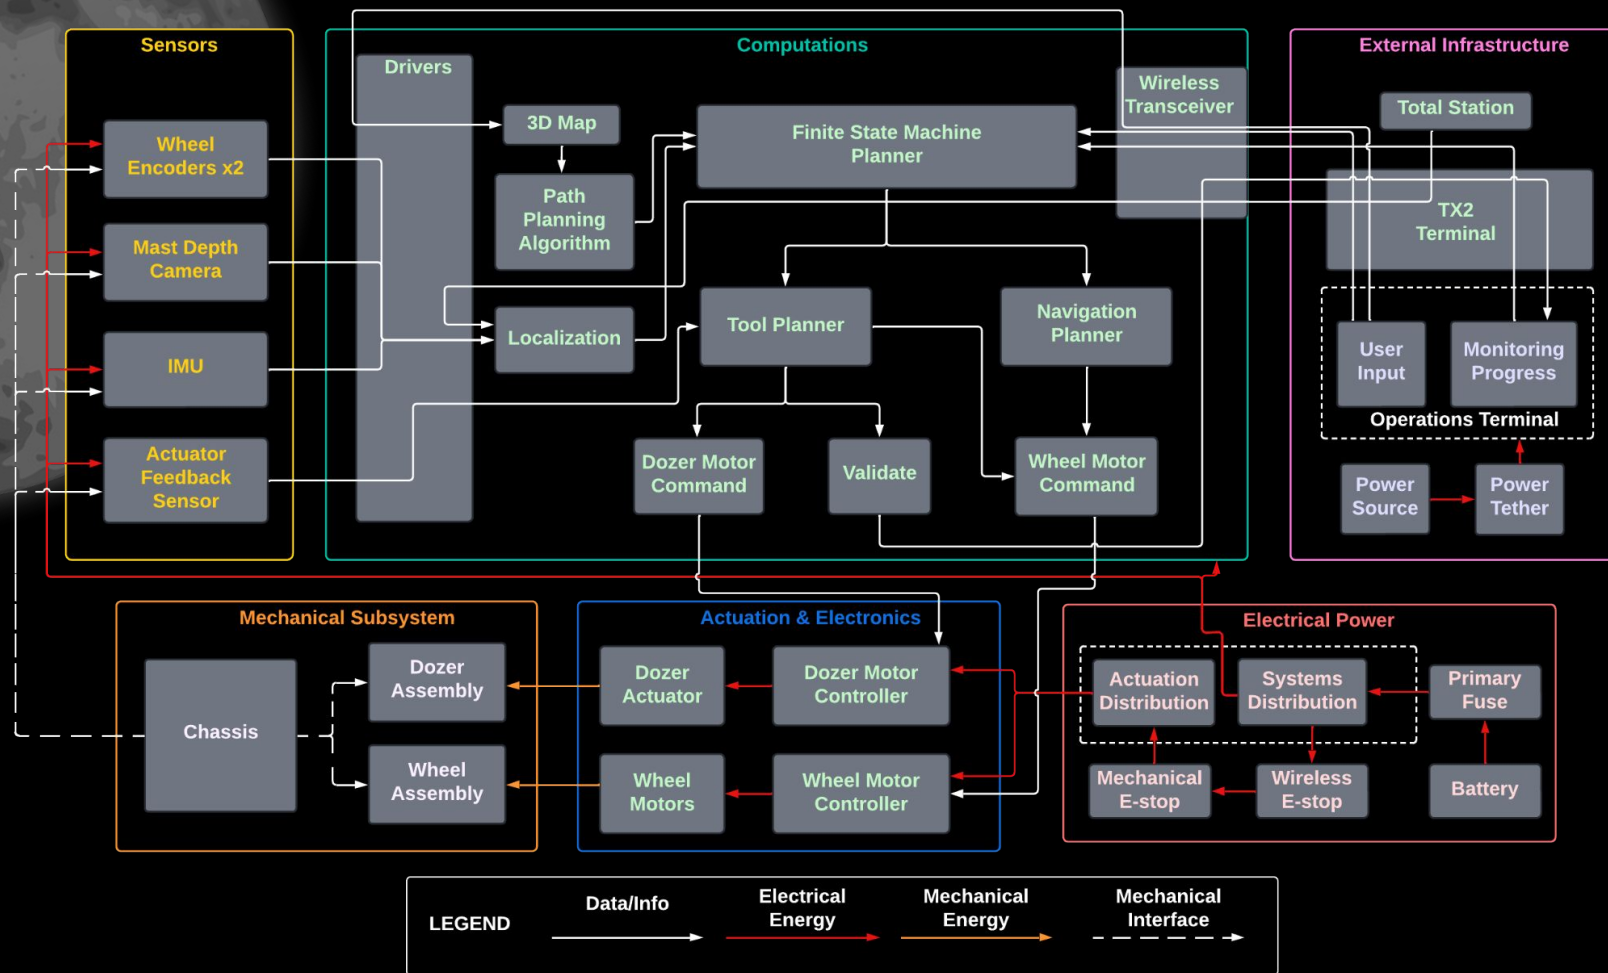 Sensors
Wheel
Encoders x2
Mast Depth
Camera
IMU
Actuator
Feedback
Sensor
Computations
Drivers
3D Map
Path
Planning
Algorithm
Localization
Finite State Machine
Planner
Wireless
Transceiver
Tool Planner
Navigation
Planner
Dozer Motor
Command
Validate
Wheel Motor
Command
External Infrastructure
Total Station
TX2
Terminal
User
Input
Monitoring
Progress
Operations Terminal
Power
Source
Power
Tether
Mechanical Subsystem
Chassis
Dozer
Assembly
Wheel
Assembly
Actuation & Electronics
Dozer
Actuator
Dozer Motor
Controller
Wheel
Motors
Wheel Motor
Controller
Electrical Power
Actuation
Distribution
Systems
Distribution
Primary
Fuse
Mechanical
E-stop
Wireless
E-stop
Battery
LEGEND
Data/Info
Electrical
Energy
Mechanical
Energy
Mechanical
Interface